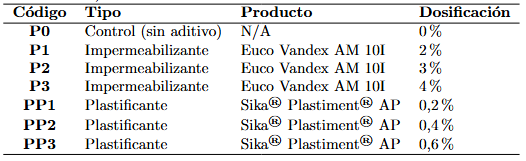 Código Tipo Producto Dosificación
P0 Control (sin aditivo) N/A 0 %
P1 Impermeabilizante Euco Vandex AM 10I 2 %
P2 Impermeabilizante Euco Vandex AM 10I 3 %
P3 Impermeabilizante Euco Vandex AM 10I 4 %
PP1 Plastificante Sika® Plastiment® AP 0,2 %
PP2 Plastificante Sika® Plastiment® AP 0,4 %
PP3 Plastificante Sika® Plastiment® AP 0,6 %